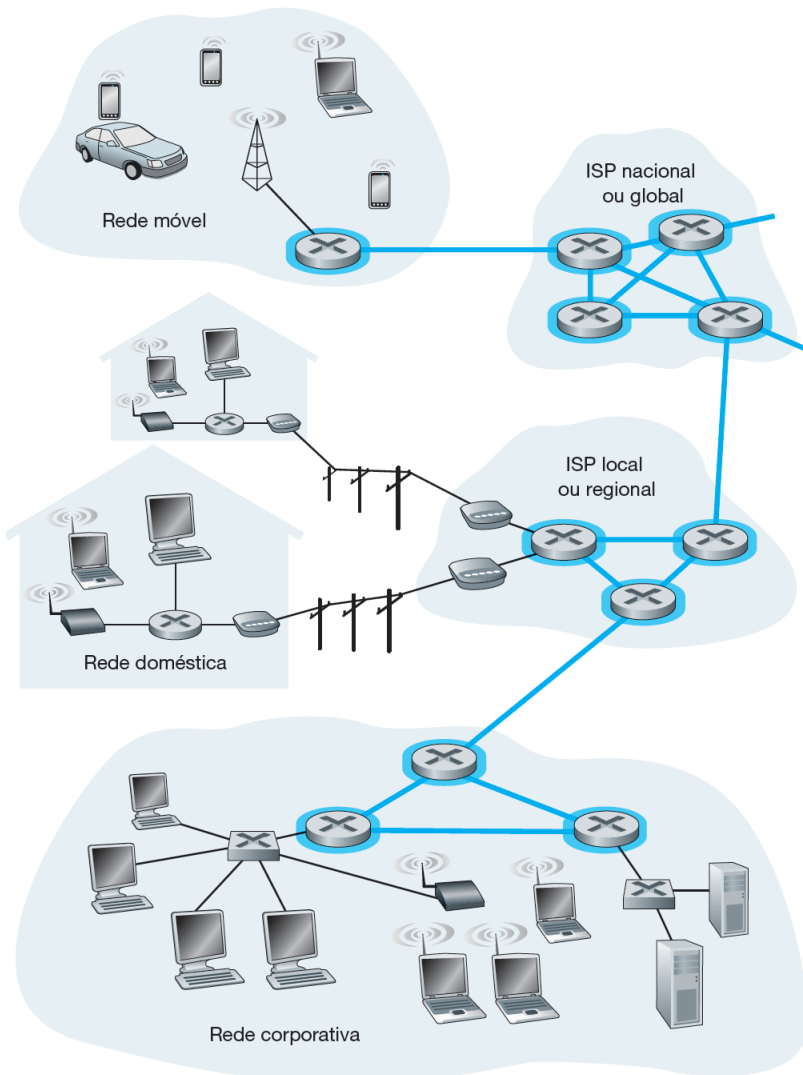 Rede móvel
ISP nacional
ou global
ISP local
ou regional
Rede doméstica
Rede corporativa